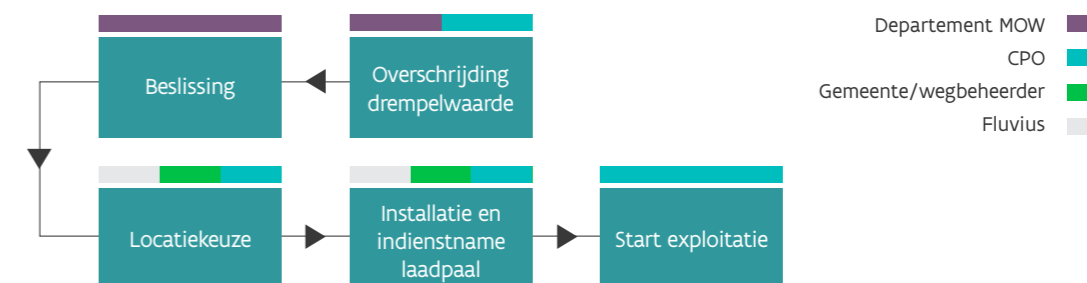 Beslissing
Overschrijding
drempelwaarde
Departement MOW
CPO
Gemeente/wegbeheerder
Fluvius
Locatiekeuze
Installatie en
indienstname
laadpaal
Start exploitatie